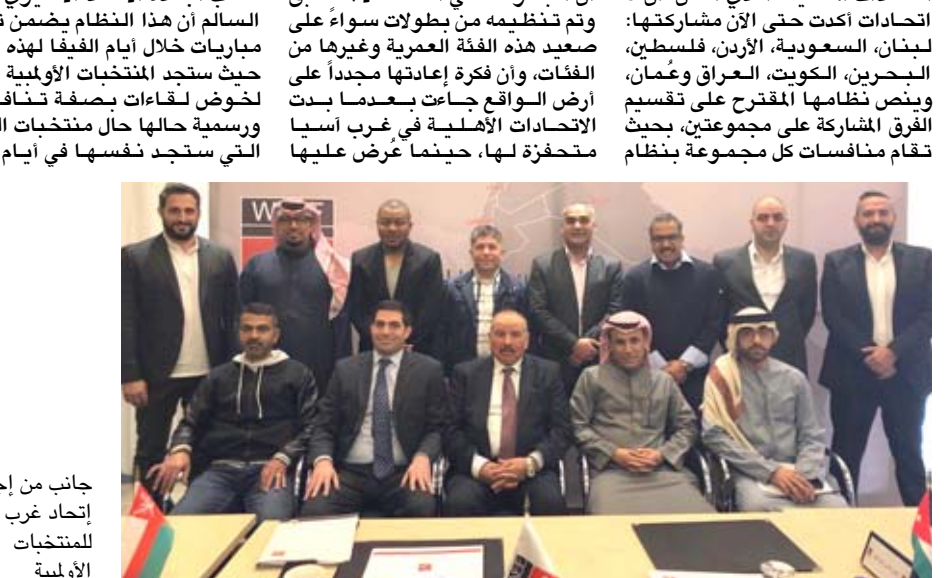 اتحادات أكدت حتى الآن مشاركتها:
لبنان، السعودية، الأردن، فلسطين،
البحرين، الكويت، العراق وعُمان،
وينص نظامها المقترح على تقسيم
الفرق المشاركة على مجموعتين، بحيث
تقام منافسات كل مجموعة بنظام
وتم تنظيمه من بطولات سواءً على
صعيد هذه الفئة العمرية وغيرها من
الفئات، وأن فكرة إعادتها مجدداً على
أرض الواقع جاءت بعدما بدت
الاتحادات الأهلية في غرب آسيا
متحفزة لها، حينما عُرض عليها
السالم أن هذا النظام يضمن
مباريات خلال أيام الفيفا لهذه
حيث ستجد المنتخبات الأولمبية
لخوض لقاءات بصفة
ورسمية حالها حال منتخبات
التي ستجد نفسها في أيام
جانب من
إتحاد غرب
للمنتخبات
الأولمبية